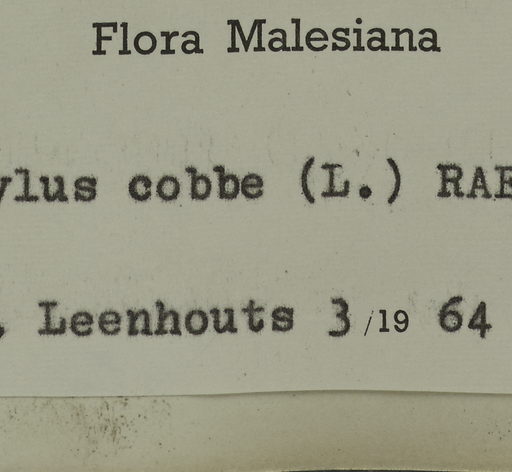 Flora Malesiana
ylus cobbe (L.) RAE
. Leenhouts 3/19 64